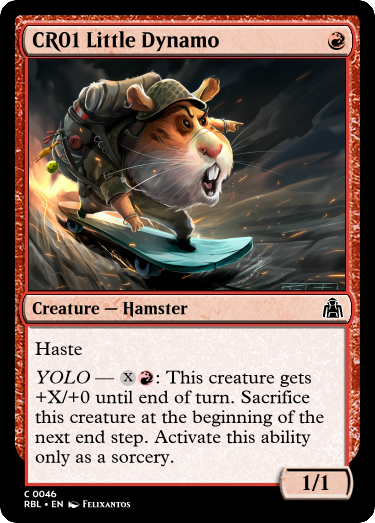 CR01 Little Dynamo
Creature — Hamster
Haste
YOLO — X : This creature gets
+X/+0 until end of turn. Sacrifice
this creature at the beginning of the
next end step. Activate this ability
only as a sorcery.
1/1
C 0046
RBL • EN Felixantos